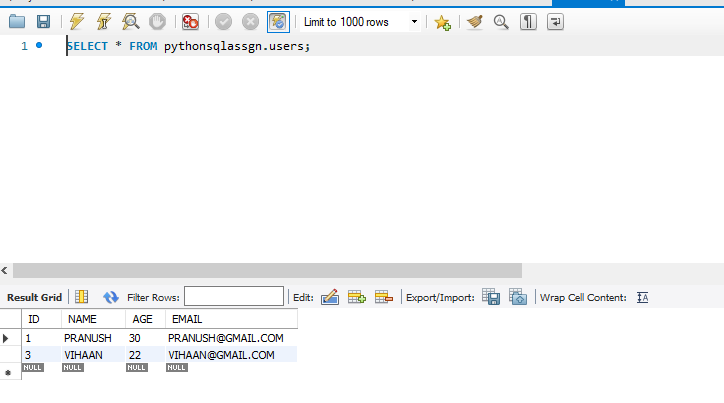 Limit to 1000 rows
1 SELECT * FROM pythonsqlassgn.users;
Result Grid Filter Rows: Edit: Export/Import: Wrap Cell Content:
ID NAME AGE EMAIL
1 PRANUSH 30 PRANUSH@GMAIL.COM
3 VIHAAN 22 VIHAAN@GMAIL.COM
NULL NULL NULL NULL